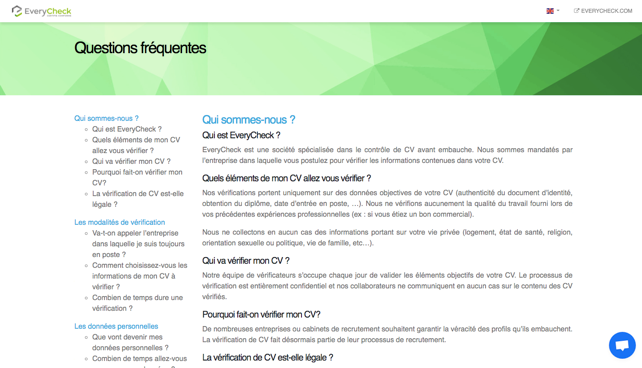 EveryCheck
EVERYCHECK.COM
Questions fréquentes
Qui sommes-nous ?
Qui est EveryCheck ?
Quels éléments de mon CV
allez vous vérifier ?
Qui va vérifier mon CV ?
Pourquoi fait-on vérifier mon
CV?
La vérification de CV est-elle
légale ?
Les modalités de vérification
Va-t-on appeler l'entreprise
dans laquelle je suis toujours
en poste ?
Comment choisissez-vous les
informations de mon CV à
vérifier ?
Combien de temps dure une
vérification ?
Les données personnelles
Que vont devenir mes
données personnelles ?
Combien de temps allez-vous
Qui sommes-nous ?
Qui est EveryCheck ?
EveryCheck est une société spécialisée dans le contrôle de CV avant embauche. Nous sommes mandatés par
l'entreprise dans laquelle vous postulez pour vérifier les informations contenues dans votre CV.
Quels éléments de mon CV allez vous vérifier ?
Nos vérifications portent uniquement sur des données objectives de votre CV (authenticité du document d'identité,
obtention du diplôme, date d'entrée en poste, …). Nous ne vérifions aucunement la qualité du travail fourni lors de
vos précédentes expériences professionnelles (ex : si vous étiez un bon commercial).
Nous ne collectons en aucun cas des informations portant sur votre vie privée (logement, état de santé, religion,
orientation sexuelle ou politique, vie de famille, etc…).
Qui va vérifier mon CV ?
Notre équipe de vérificateurs s'occupe chaque jour de valider les éléments objectifs de votre CV. Le processus de
vérification est entièrement confidentiel et nos collaborateurs ne communiquent en aucun cas sur le contenu des CV
vérifiés.
Pourquoi fait-on vérifier mon CV?
De nombreuses entreprises ou cabinets de recrutement souhaitent garantir la véracité des profils qu'ils embauchent.
La vérification de CV fait désormais partie de leur processus de recrutement.
La vérification de CV est-elle légale ?